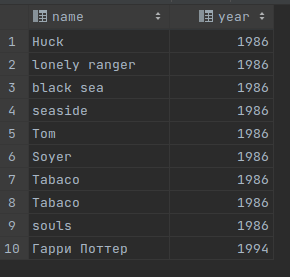 name year
1 Huck 1986
2 lonely ranger 1986
3 black sea 1986
4 seaside 1986
5 Tom 1986
6 Soyer 1986
7 Tabaco 1986
8 Tabaco 1986
9 souls 1986
10 Гарри Поттер 1994